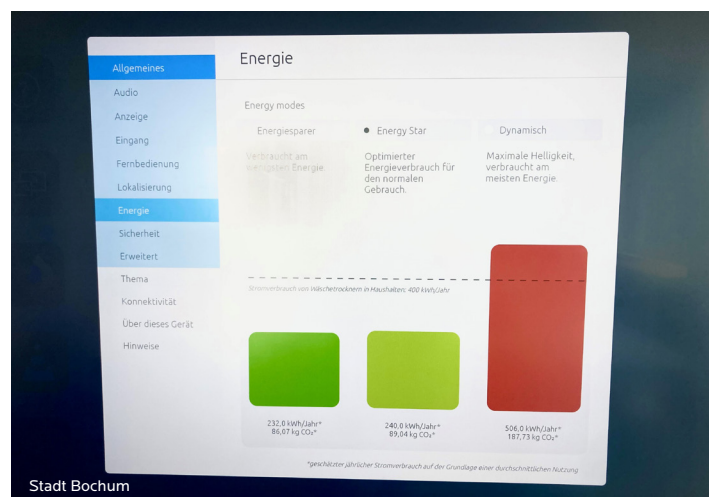 Energie
Allgemeines
Audio
Anzeige
Eingang
Fernbedienung
Lokalisierung
Energie
Sicherheit
Erweitert
Thema
Konnektivität
Über dieses Gerät
Hinweise
Energy modes
Energiesparer
Verbraucht am
wenigsten Energie.
Energy Star
Optimierter
Energieverbrauch für
den normalen
Gebrauch.
Dynamisch
Maximale Helligkeit,
verbraucht am
meisten Energie.
Stromverbrauch von Wäschetrocknern in Haushalten: 400 kWh/Jahr
232,0 kWh/Jahr*
86,07 kg CO₂*
240,0 kWh/Jahr*
89,04 kg CO₂*
506,0 kWh/Jahr*
187,73 kg CO₂*
*geschätzter jährlicher Stromverbrauch auf der Grundlage einer durchschnittlichen Nutzung
Stadt Bochum